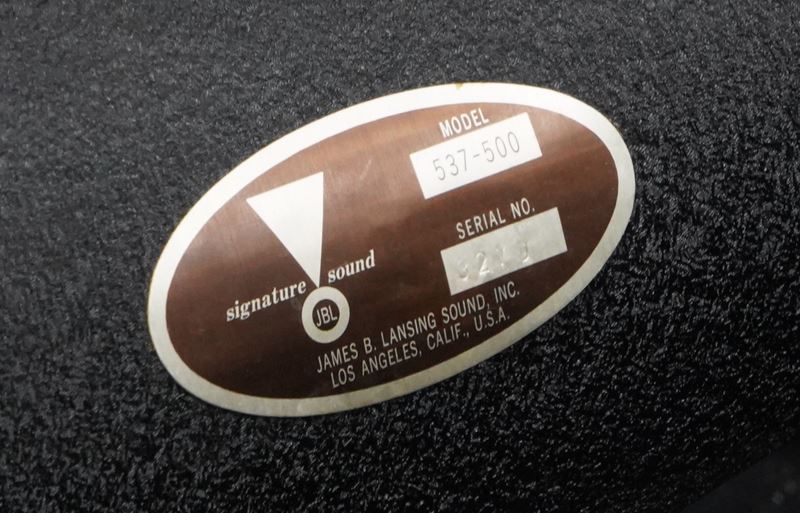 MODEL
537-500
SERIAL NO.
signature sound
JBL
JAMES B. LANSING SOUND, INC.
LOS ANGELES, CALIF., U.S.A.